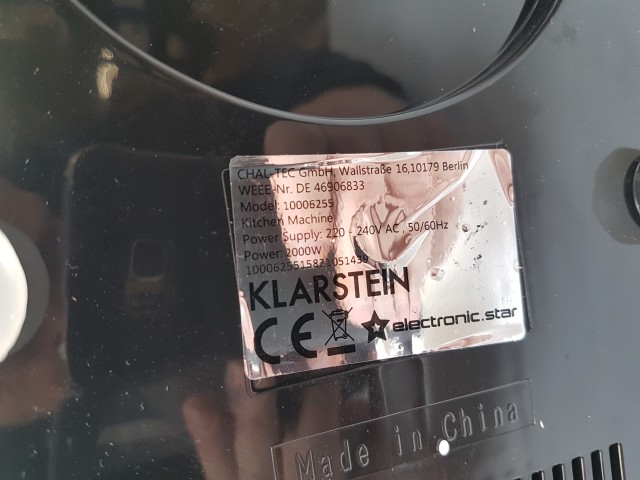 CHAL-TEC GmbH, Wallstraße 16,10179 Berlin
WEEE-Nr. DE 46906833
Model: 10006255
Kitchen Machine
Power Supply: 220 - 240V AC , 50/60Hz
Power: 2000W
1000625515821051439
KLARSTEIN
CE electronic.star
Made in China